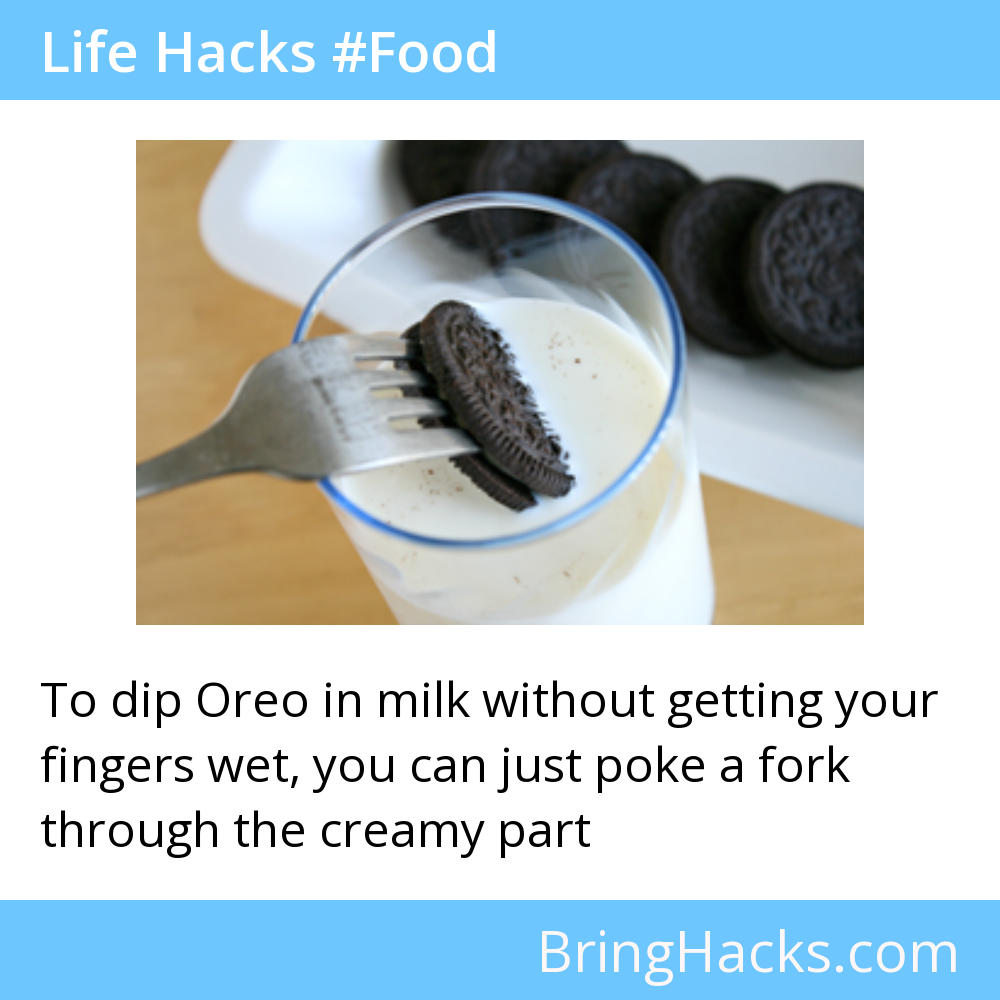 Life Hacks #Food
To dip Oreo in milk without getting your
fingers wet, you can just poke a fork
through the creamy part
BringHacks.com